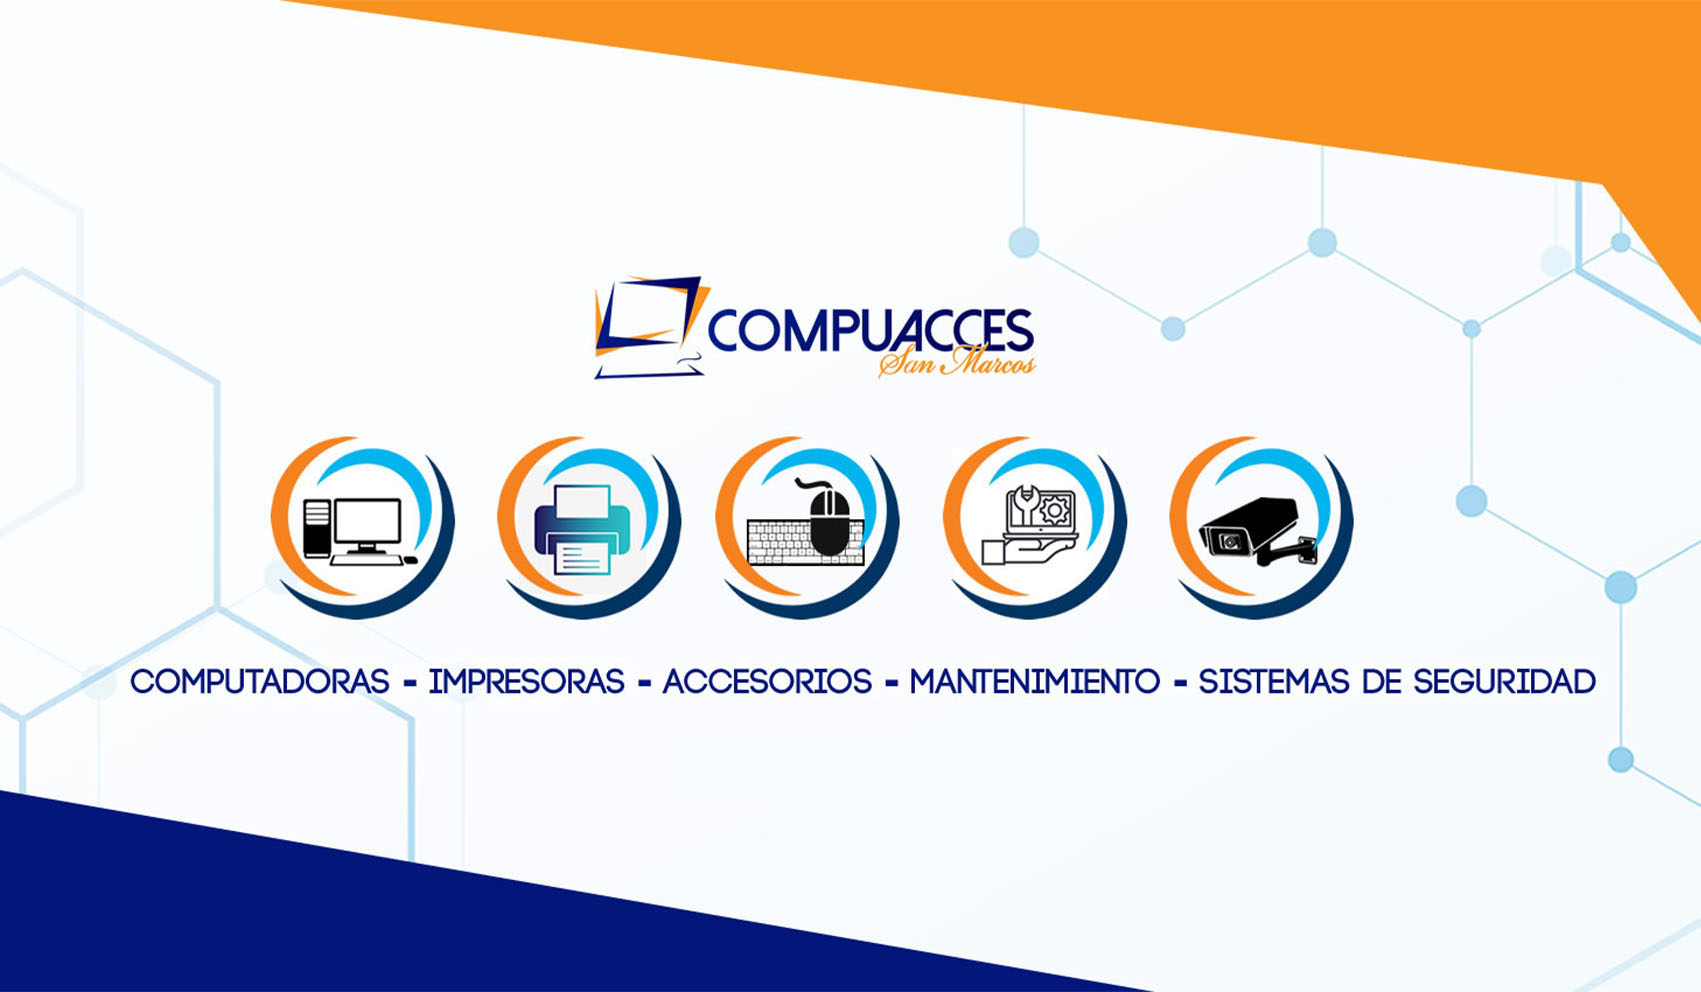 COMPUACCES
San Marcos
COMPUTADORAS - IMPRESORAS - ACCESORIOS - MANTENIMIENTO - SISTEMAS DE SEGURIDAD